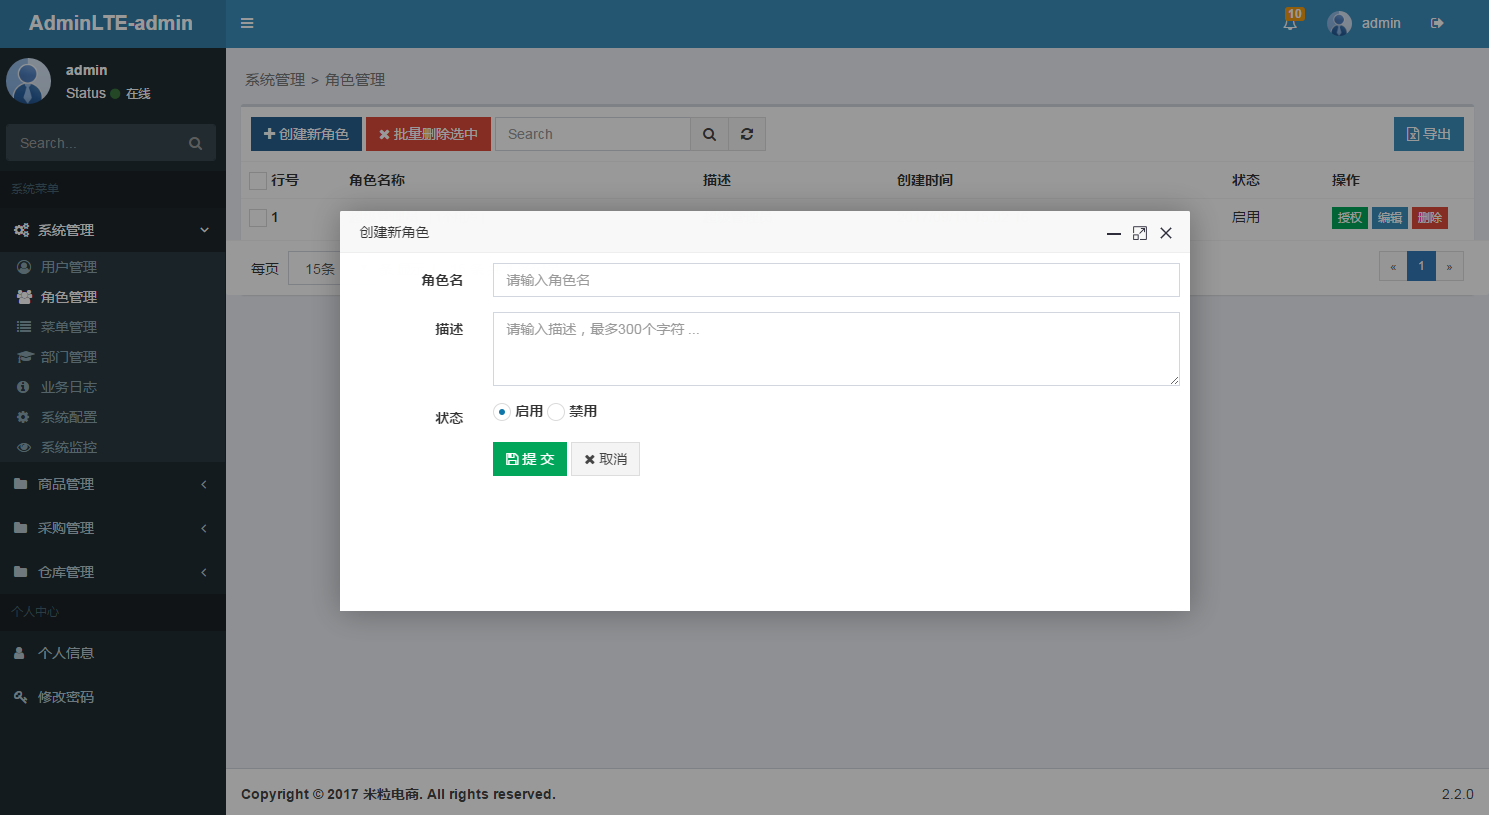 AdminLTE-admin
10
admin
admin
Status 在线
Search...
系统菜单
系统管理
用户管理
角色管理
菜单管理
部门管理
业务日志
系统配置
系统监控
商品管理
采购管理
仓库管理
个人中心
个人信息
修改密码
系统管理 > 角色管理
创建新角色 批量删除选中 Search 导出
行号 角色名称 描述 创建时间 状态 操作
1 启用 授权 编辑 删除
每页 15条 « 1 »
创建新角色
角色名 请输入角色名
描述 请输入描述，最多300个字符 ...
状态 启用 禁用
提 交 取消
Copyright © 2017 米粒电商. All rights reserved. 2.2.0